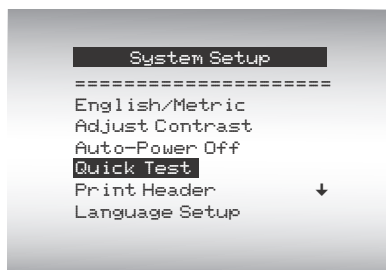 System Setup
=====================
English/Metric
Adjust Contrast
Auto-Power Off
Quick Test
Print Header ↓
Language Setup